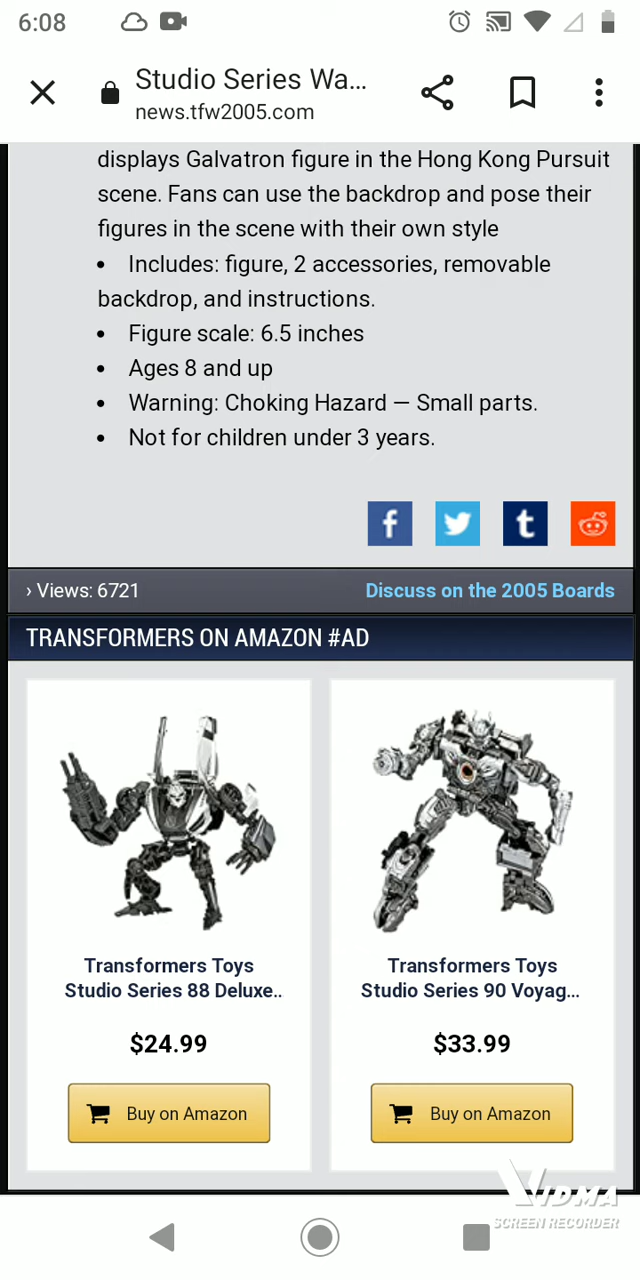 6:08
Studio Series Wa...
news.tfw2005.com
displays Galvatron figure in the Hong Kong Pursuit
scene. Fans can use the backdrop and pose their
figures in the scene with their own style
• Includes: figure, 2 accessories, removable
backdrop, and instructions.
• Figure scale: 6.5 inches
• Ages 8 and up
• Warning: Choking Hazard — Small parts.
• Not for children under 3 years.
f t
› Views: 6721 Discuss on the 2005 Boards
TRANSFORMERS ON AMAZON #AD
Transformers Toys
Studio Series 88 Deluxe..
$24.99
Buy on Amazon
Transformers Toys
Studio Series 90 Voyag...
$33.99
Buy on Amazon
VIDMA
SCREEN RECORDER